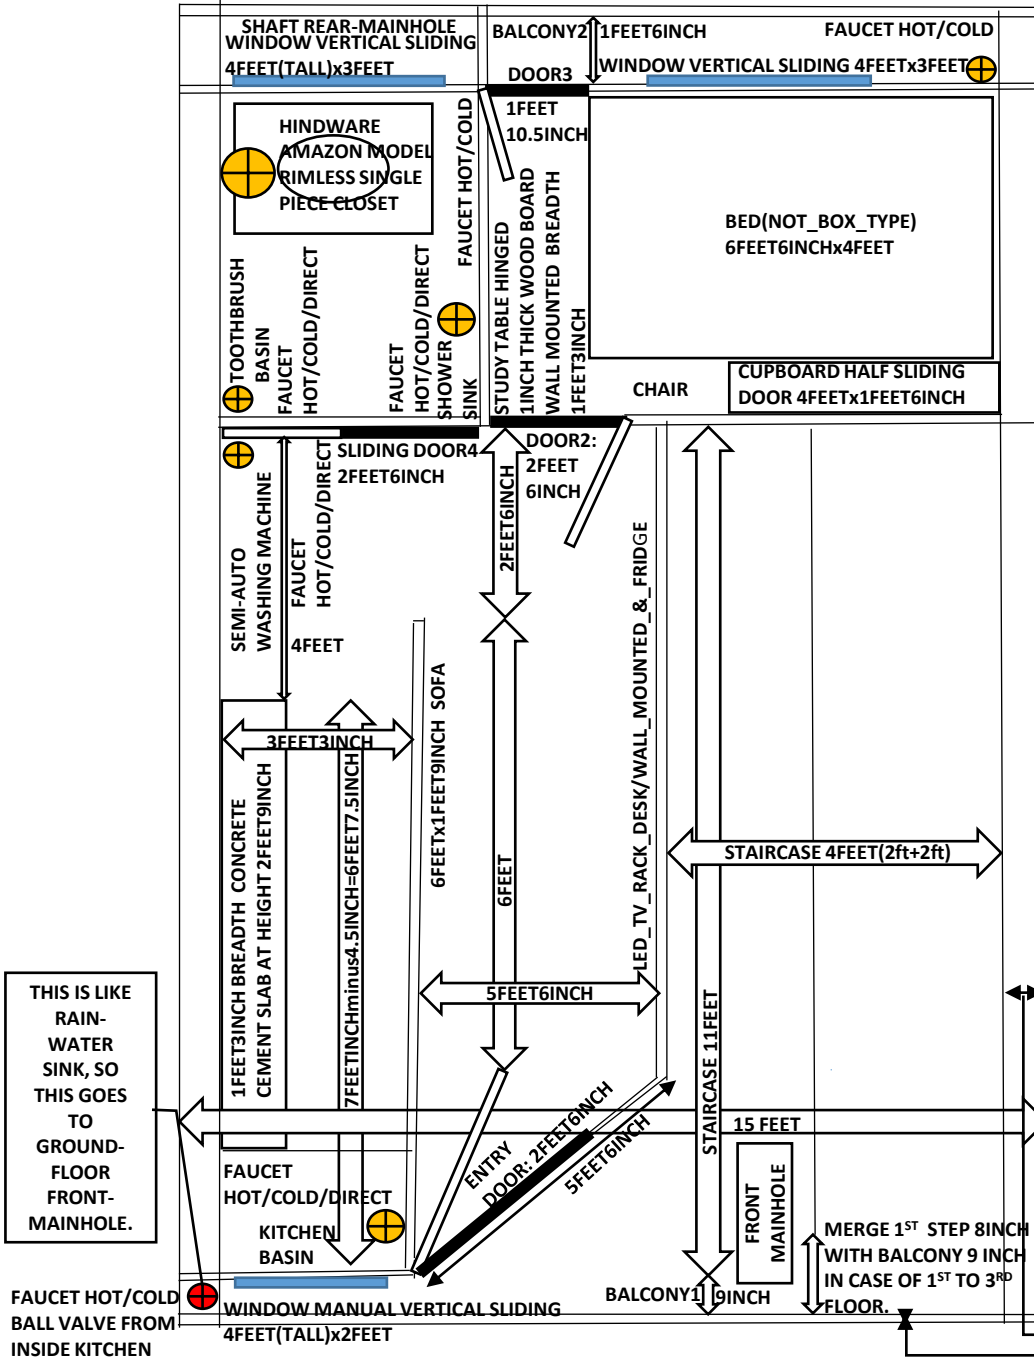 SHAFT REAR-MAINHOLE
WINDOW VERTICAL SLIDING
4FEET(TALL)x3FEET
BALCONY2
1FEET6INCH
FAUCET HOT/COLD
WINDOW VERTICAL SLIDING 4FEETx3FEET
DOOR3
1FEET
10.5INCH
HINDWARE
AMAZON MODEL
RIMLESS SINGLE
PIECE CLOSET
FAUCET HOT/COLD
STUDY TABLE HINGED
1INCH THICK WOOD BOARD
WALL MOUNTED BREADTH
1FEET3INCH
BED(NOT_BOX_TYPE)
6FEET6INCHx4FEET
TOOTHBRUSH
BASIN
FAUCET
HOT/COLD/DIRECT
FAUCET
HOT/COLD/DIRECT
SHOWER
SINK
CHAIR
CUPBOARD HALF SLIDING
DOOR 4FEETx1FEET6INCH
SLIDING DOOR4
2FEET6INCH
DOOR2:
2FEET
6INCH
2FEET6INCH
SEMI-AUTO
WASHING MACHINE
FAUCET
HOT/COLD/DIRECT
4FEET
LED_TV_RACK_DESK/WALL_MOUNTED_&_FRIDGE
3FEET3INCH
6FEETx1FEET9INCH SOFA
1FEET3INCH BREADTH CONCRETE
CEMENT SLAB AT HEIGHT 2FEET9INCH
7FEETINCHminus4.5INCH=6FEET7.5INCH
6FEET
STAIRCASE 4FEET(2ft+2ft)
5FEET6INCH
STAIRCASE 11FEET
THIS IS LIKE
RAIN-
WATER
SINK, SO
THIS GOES
TO
GROUND-
FLOOR
FRONT-
MAINHOLE.
15 FEET
ENTRY
DOOR: 2FEET6INCH
5FEET6INCH
FAUCET
HOT/COLD/DIRECT
KITCHEN
BASIN
FRONT
MAINHOLE
MERGE 1ST STEP 8INCH
WITH BALCONY 9 INCH
IN CASE OF 1ST TO 3RD
FLOOR.
BALCONY1
9INCH
FAUCET HOT/COLD
BALL VALVE FROM
INSIDE KITCHEN
WINDOW MANUAL VERTICAL SLIDING
4FEET(TALL)x2FEET